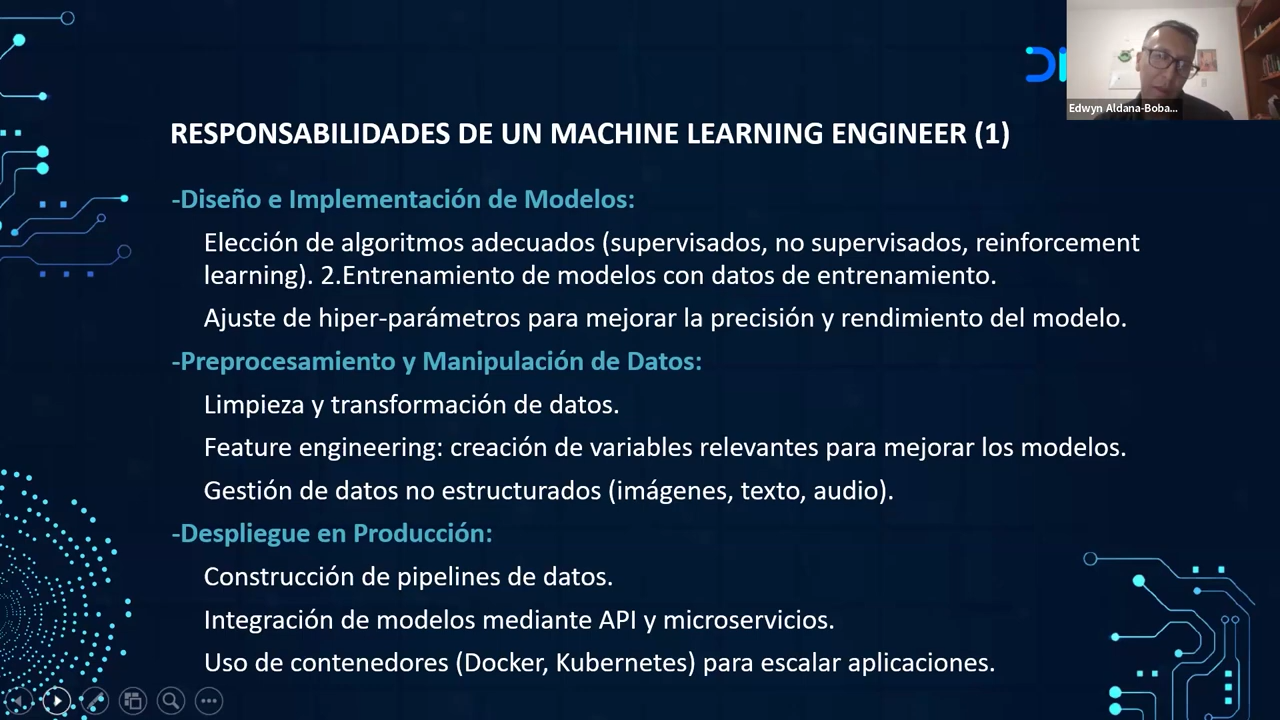 Edwyn Aldana-Boba...
RESPONSABILIDADES DE UN MACHINE LEARNING ENGINEER (1)
-Diseño e Implementación de Modelos:
Elección de algoritmos adecuados (supervisados, no supervisados, reinforcement
learning). 2.Entrenamiento de modelos con datos de entrenamiento.
Ajuste de hiper-parámetros para mejorar la precisión y rendimiento del modelo.
-Preprocesamiento y Manipulación de Datos:
Limpieza y transformación de datos.
Feature engineering: creación de variables relevantes para mejorar los modelos.
Gestión de datos no estructurados (imágenes, texto, audio).
-Despliegue en Producción:
Construcción de pipelines de datos.
Integración de modelos mediante API y microservicios.
Uso de contenedores (Docker, Kubernetes) para escalar aplicaciones.